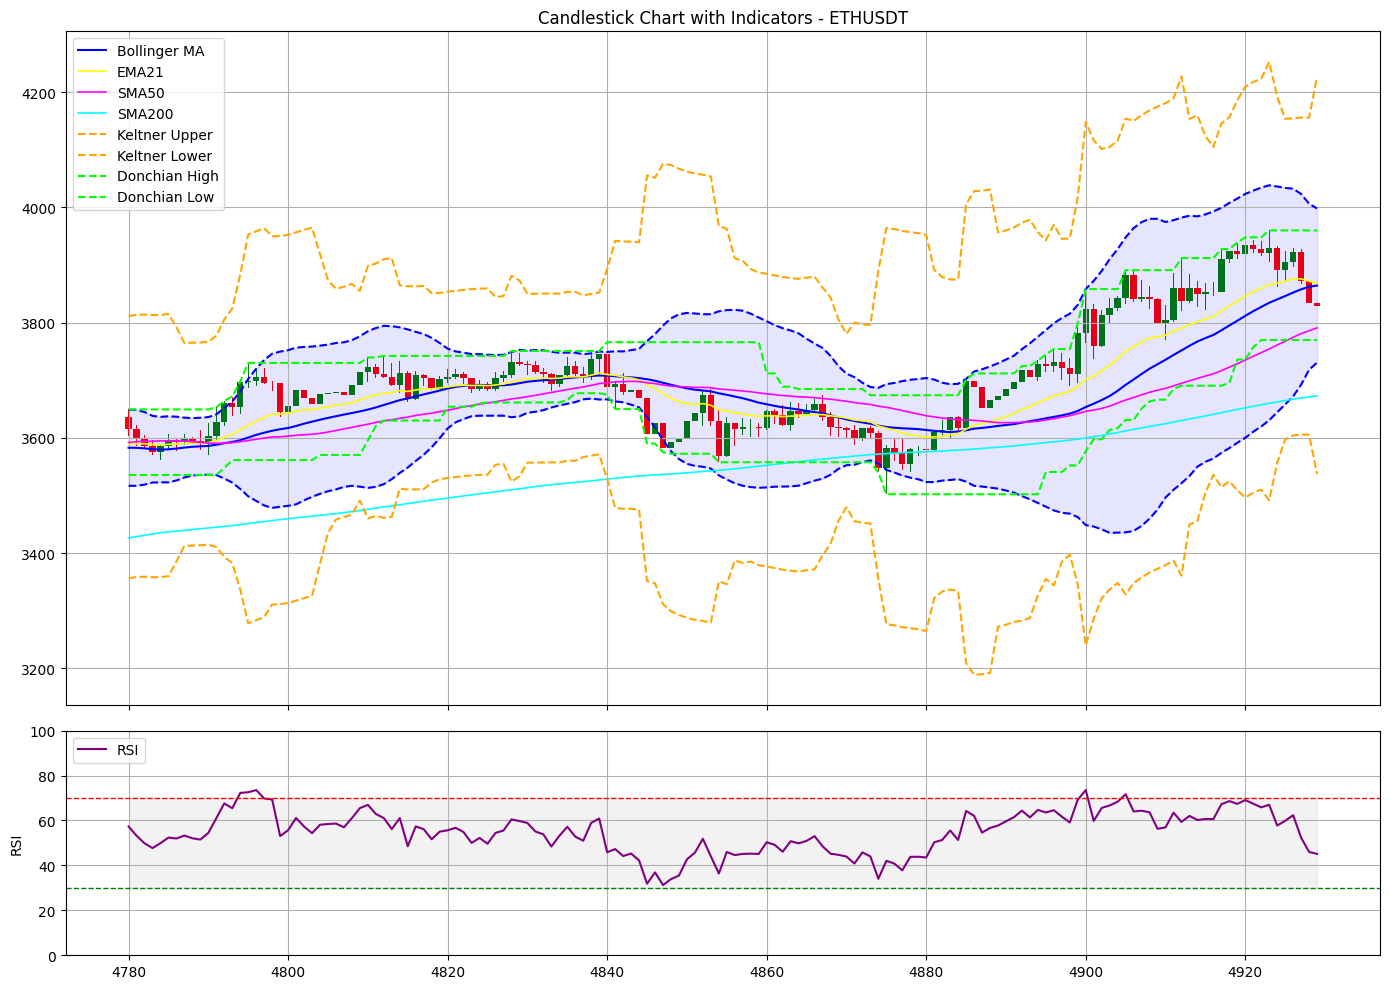 Candlestick Chart with Indicators - ETHUSDT
Bollinger MA
EMA21
SMA50
SMA200
Keltner Upper
Keltner Lower
Donchian High
Donchian Low
4200
4000
3800
3600
3400
3200
RSI
100
80
60
40
20
0
RSI
4780
4800
4820
4840
4860
4880
4900
4920